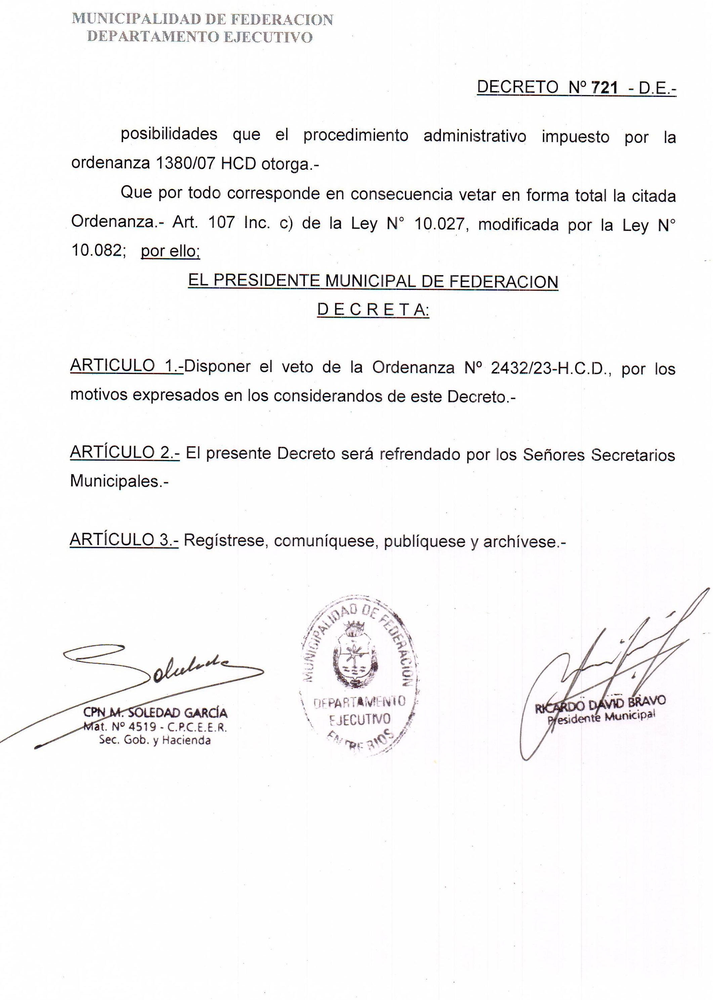 MUNICIPALIDAD DE FEDERACION
DEPARTAMENTO EJECUTIVO
DECRETO Nº 721 - D.E.-
posibilidades que el procedimiento administrativo impuesto por la
ordenanza 1380/07 HCD otorga.-
Que por todo corresponde en consecuencia vetar en forma total la citada
Ordenanza.- Art. 107 Inc. c) de la Ley N° 10.027, modificada por la Ley N°
10.082; por ello;
EL PRESIDENTE MUNICIPAL DE FEDERACION
D E C R E T A:
ARTICULO 1.-Disponer el veto de la Ordenanza Nº 2432/23-H.C.D., por los
motivos expresados en los considerandos de este Decreto.-
ARTÍCULO 2.- El presente Decreto será refrendado por los Señores Secretarios
Municipales.-
ARTÍCULO 3.- Regístrese, comuníquese, publíquese y archívese.-
CPN M. SOLEDAD GARCÍA
Mat. Nº 4519 - C.P.C.E.E.R.
Sec. Gob. y Hacienda
MUNICIPALIDAD DE FEDERACION
DEPARTAMENTO
EJECUTIVO
ENTRE RIOS
RICARDO DAVID BRAVO
Presidente Municipal